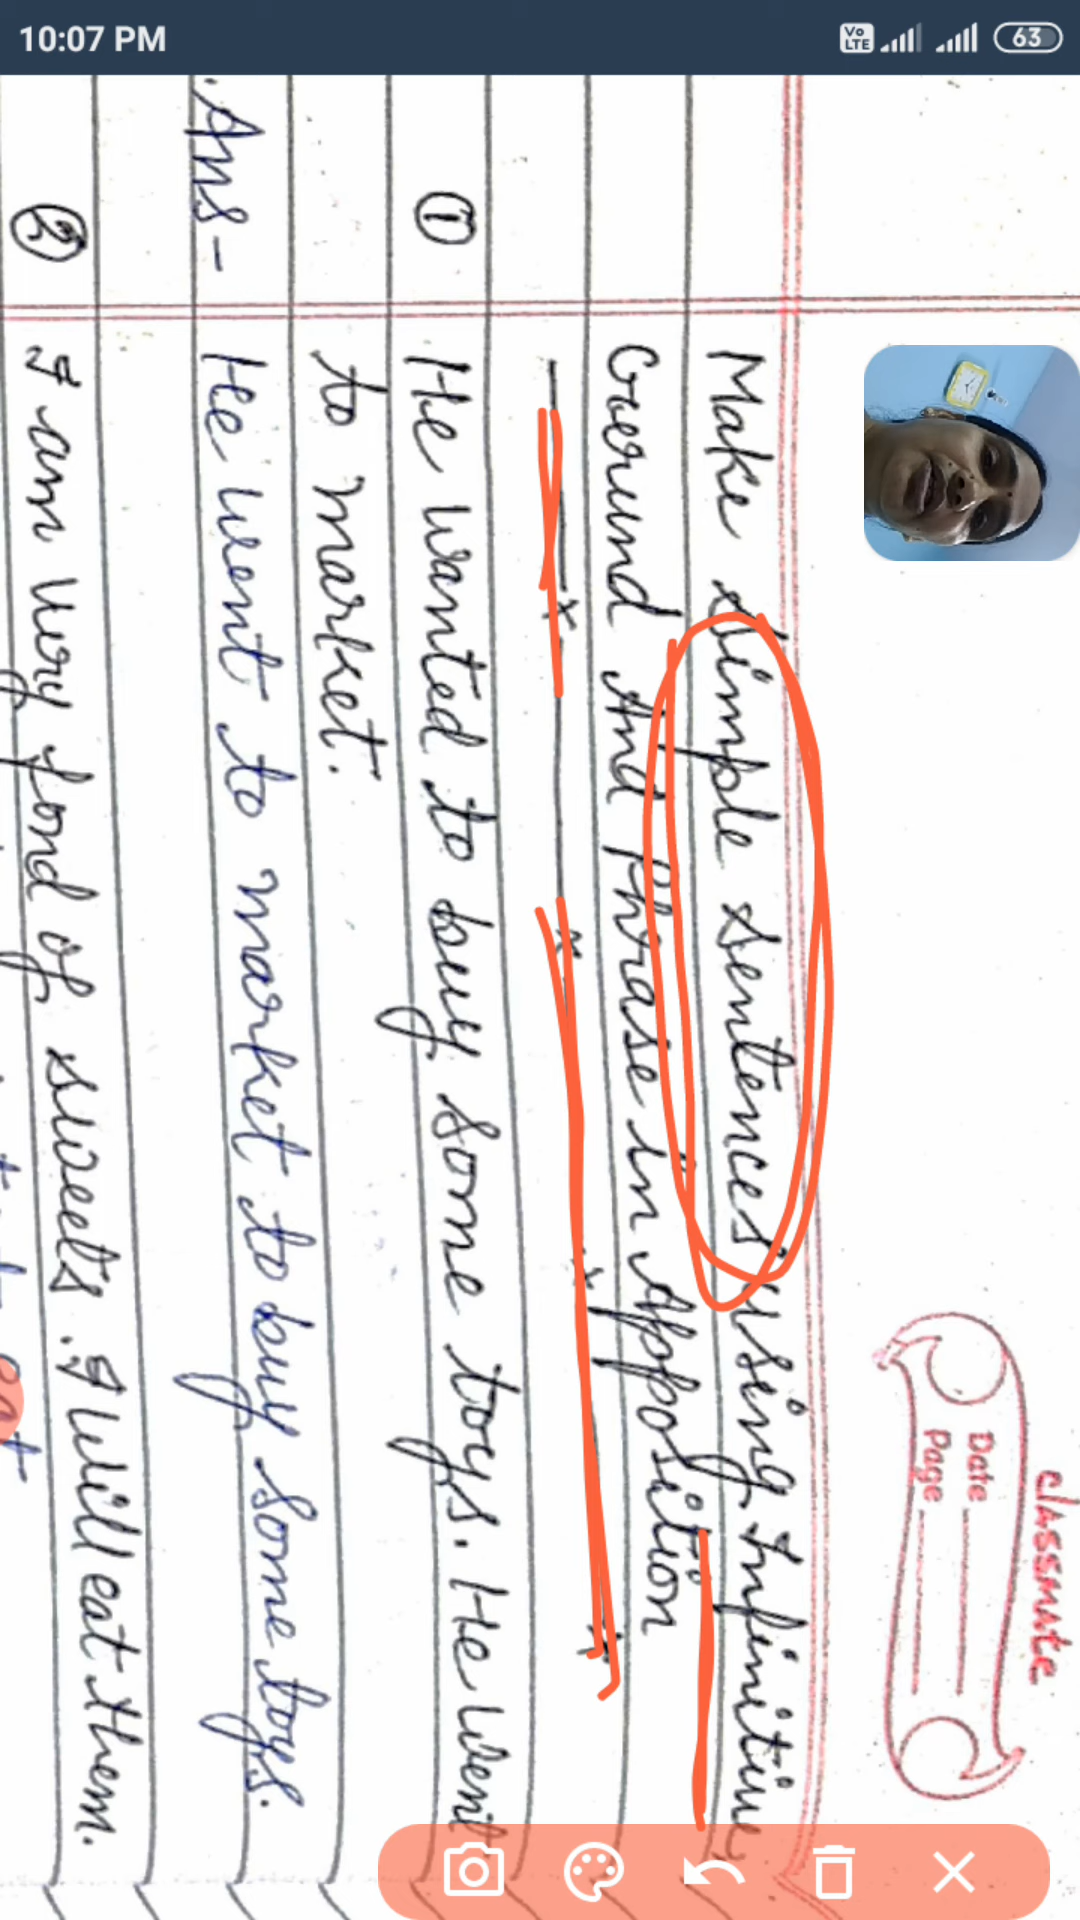 10:07 PM
Vo LTE
63
classmate
Date
Page
Make Simple Sentences using Infinitive,
Gerund And Phrase in Apposition
① He wanted to buy some toys. He went
to market.
Ans- He went to market to buy some toys.
② I am very fond of sweets. I will eat them.